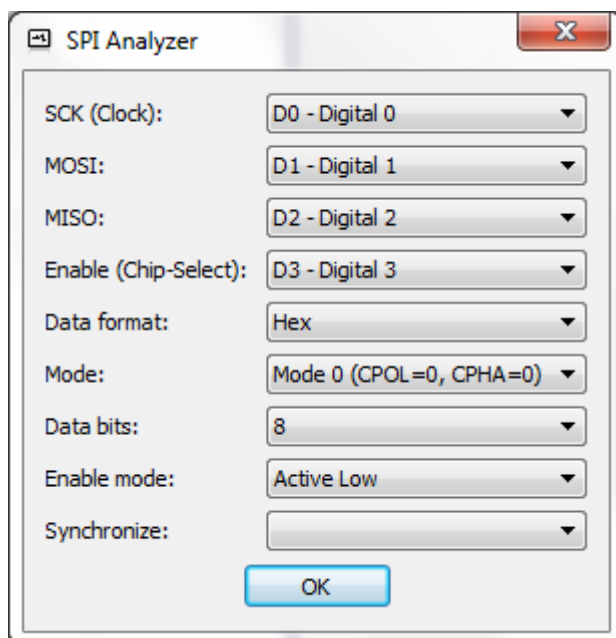 SPI Analyzer
SCK (Clock): D0 - Digital 0
MOSI: D1 - Digital 1
MISO: D2 - Digital 2
Enable (Chip-Select): D3 - Digital 3
Data format: Hex
Mode: Mode 0 (CPOL=0, CPHA=0)
Data bits: 8
Enable mode: Active Low
Synchronize:
OK